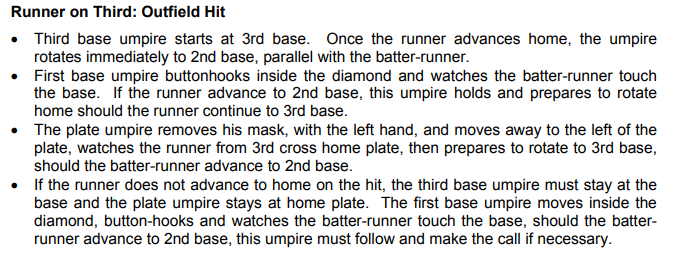 Runner on Third: Outfield Hit
• Third base umpire starts at 3rd base. Once the runner advances home, the umpire
rotates immediately to 2nd base, parallel with the batter-runner.
• First base umpire buttonhooks inside the diamond and watches the batter-runner touch
the base. If the runner advance to 2nd base, this umpire holds and prepares to rotate
home should the runner continue to 3rd base.
• The plate umpire removes his mask, with the left hand, and moves away to the left of the
plate, watches the runner from 3rd cross home plate, then prepares to rotate to 3rd base,
should the batter-runner advance to 2nd base.
• If the runner does not advance to home on the hit, the third base umpire must stay at the
base and the plate umpire stays at home plate. The first base umpire moves inside the
diamond, button-hooks and watches the batter-runner touch the base, should the batter-
runner advance to 2nd base, this umpire must follow and make the call if necessary.